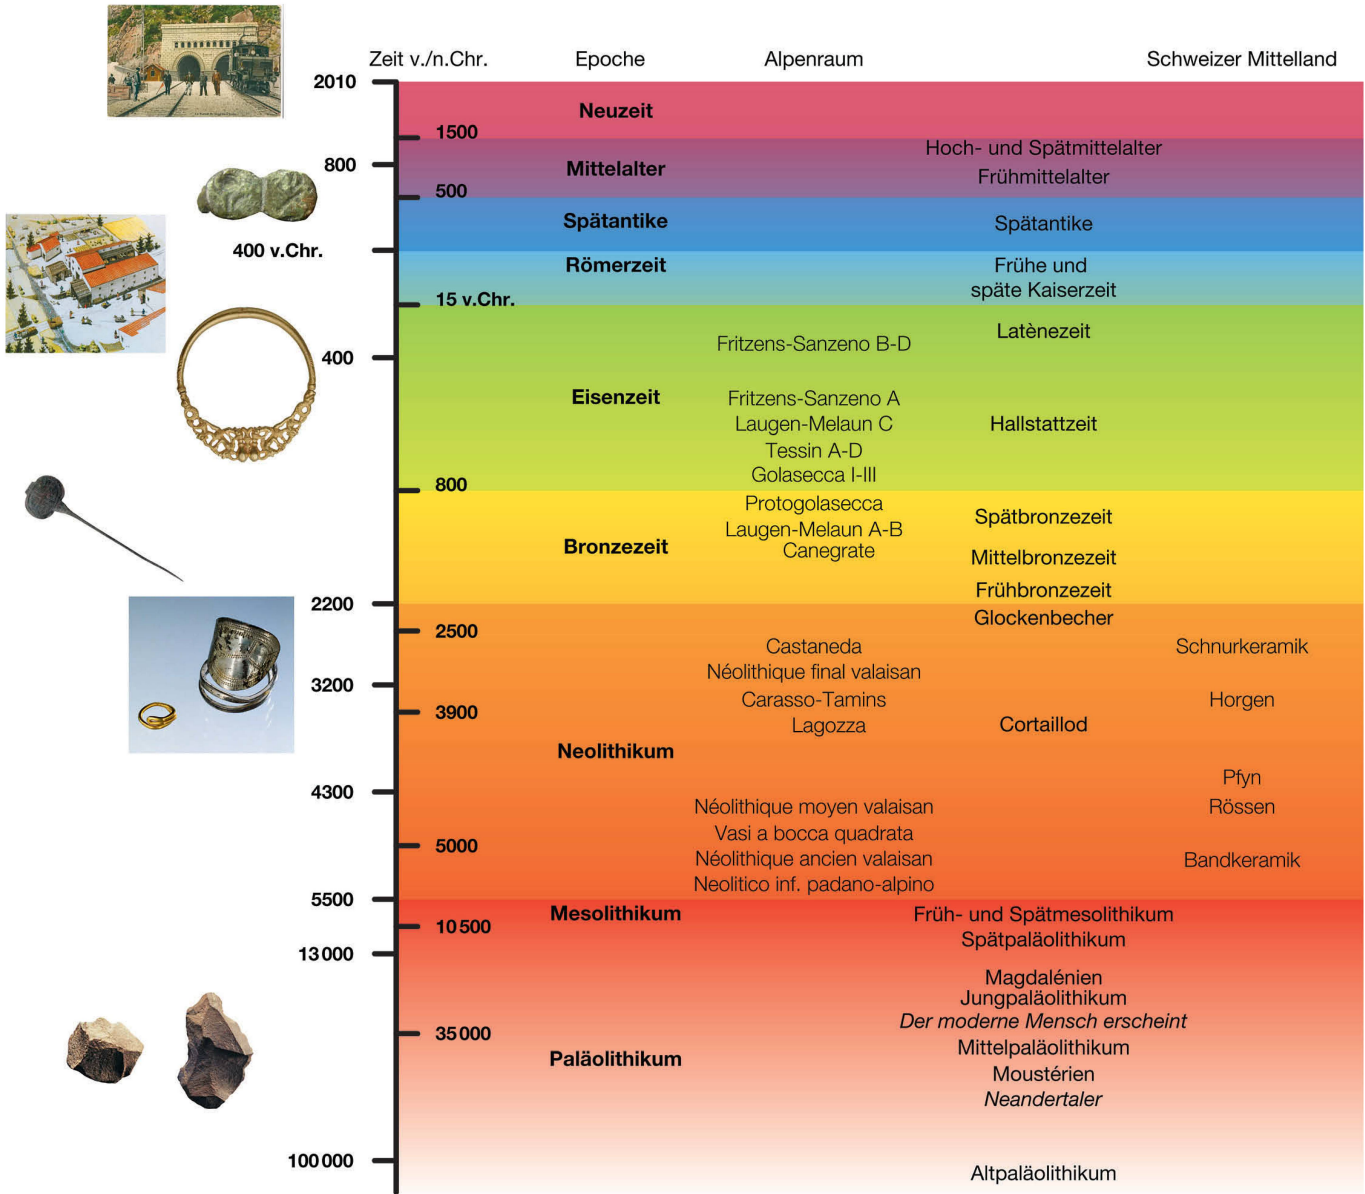 Zeit v./n.Chr. Epoche Alpenraum Schweizer Mittelland
2010
Neuzeit
1500
Hoch- und Spätmittelalter
800
Mittelalter
Frühmittelalter
500
Spätantike Spätantike
400 v.Chr.
Römerzeit Frühe und
späte Kaiserzeit
15 v.Chr.
Latènezeit
Fritzens-Sanzeno B-D
400
Eisenzeit Fritzens-Sanzeno A
Laugen-Melaun C Hallstattzeit
Tessin A-D
Golasecca I-III
800
Protogolasecca
Spätbronzezeit
Laugen-Melaun A-B
Bronzezeit Canegrate
Mittelbronzezeit
Frühbronzezeit
2200
Glockenbecher
2500
Castaneda Schnurkeramik
Néolithique final valaisan
3200
Carasso-Tamins Horgen
3900
Lagozza Cortaillod
Neolithikum
Pfyn
4300
Néolithique moyen valaisan Rössen
Vasi a bocca quadrata
5000
Néolithique ancien valaisan Bandkeramik
Neolitico inf. padano-alpino
5500
Mesolithikum Früh- und Spätmesolithikum
10 500
Spätpaläolithikum
13 000
Magdalénien
Jungpaläolithikum
Der moderne Mensch erscheint
35 000
Mittelpaläolithikum
Paläolithikum
Moustérien
Neandertaler
100 000
Altpaläolithikum